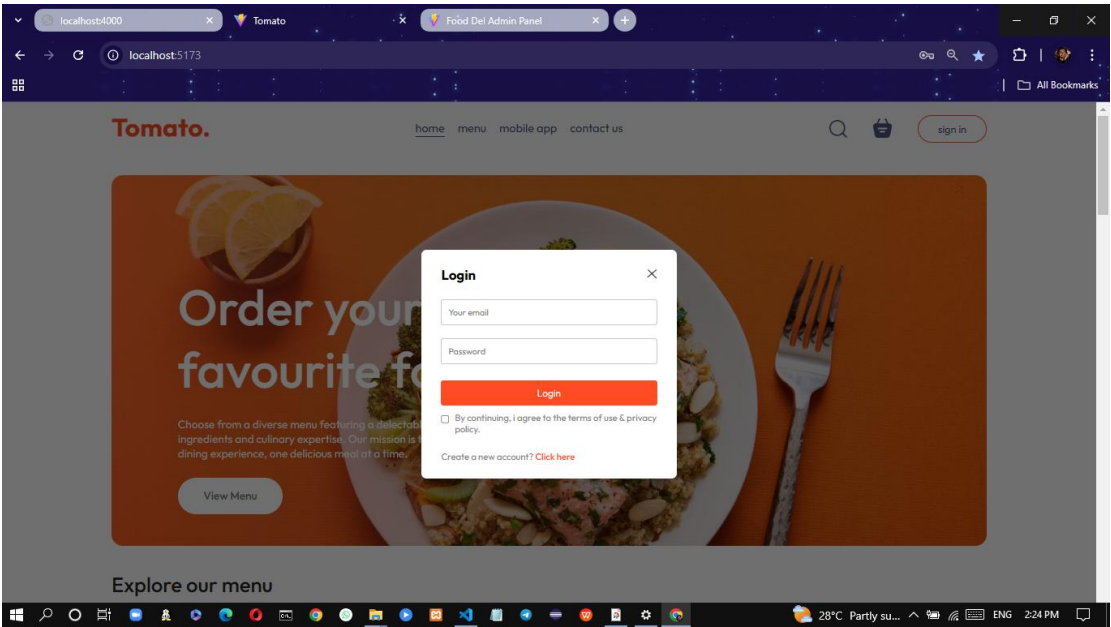 localhost:4000
Tomato
Food Del Admin Panel
localhost:5173
All Bookmarks
Tomato.
home menu mobile app contact us
sign in
Order your
favourite fo
Choose from a diverse menu featuring a delectabl
ingredients and culinary expertise. Our mission is t
dining experience, one delicious meal at a time.
View Menu
Login
Your email
Password
Login
By continuing, i agree to the terms of use & privacy
policy.
Create a new account? Click here
Explore our menu
28°C Partly su...
ENG 2:24 PM